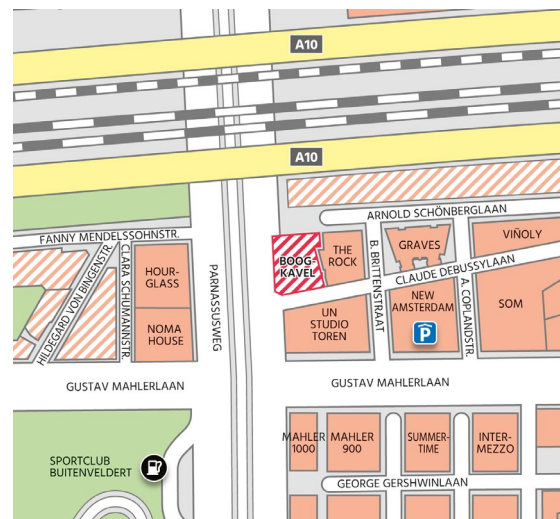 A10
A10
ARNOLD SCHÖNBERGLAAN
FANNY MENDELSSOHNSTR.
HILDEGARD VON BINGENSTR.
CLARA SCHUMANNSTR.
HOUR-
GLASS
NOMA
HOUSE
PARNASSUSWEG
BOOG-
KAVEL
THE
ROCK
B. BRITTENSTRAAT
GRAVES
VIÑOLY
CLAUDE DEBUSSYLAAN
UN
STUDIO
TOREN
NEW
AMSTERDAM
P
A. COPLANDSTR.
SOM
GUSTAV MAHLERLAAN
GUSTAV MAHLERLAAN
MAHLER
1000
MAHLER
900
SUMMER-
TIME
INTER-
MEZZO
SPORTCLUB
BUITENVELDERT
GEORGE GERSHWINLAAN